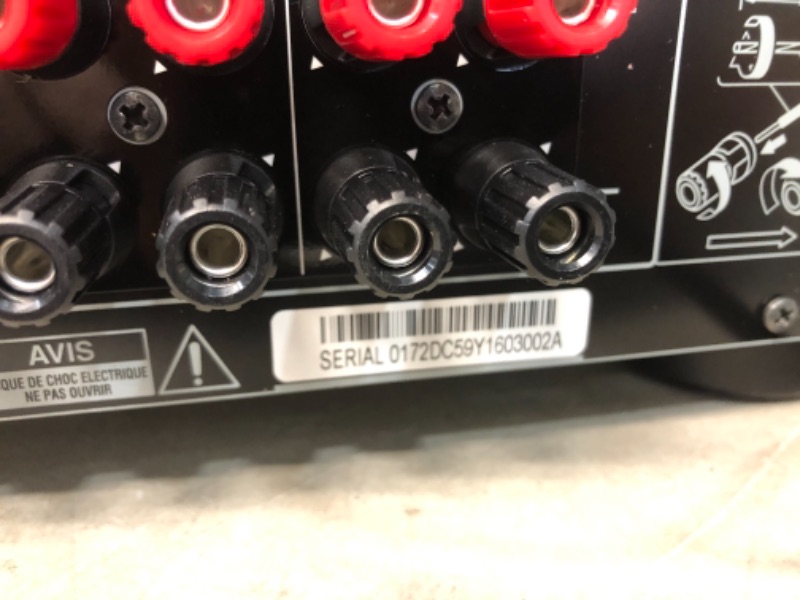 AVIS
QUE DE CHOC ELECTRIQUE
NE PAS OUVRIR
SERIAL 0172DC59Y1603002A